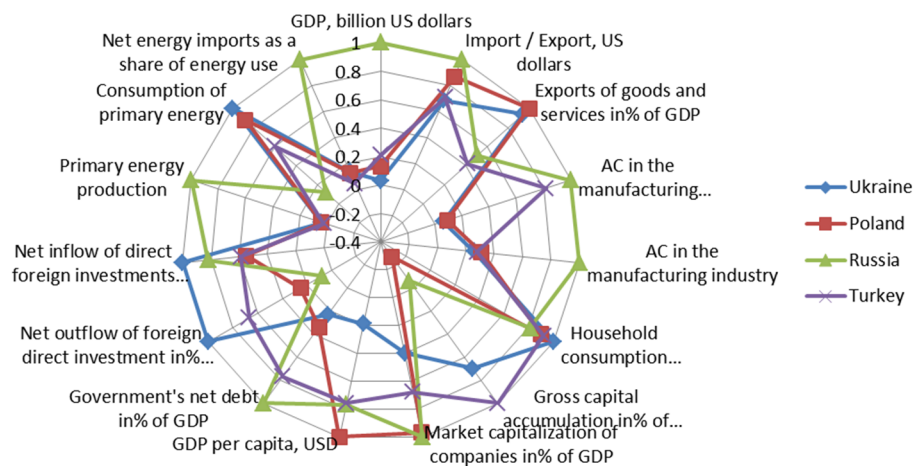 GDP, billion US dollars
Import / Export, US
dollars
Exports of goods and
services in% of GDP
AC in the
manufacturing...
AC in the
manufacturing industry
Household
consumption...
Gross capital
accumulation in% of...
Market capitalization of
companies in% of GDP
GDP per capita, USD
Government's net debt
in% of GDP
Net outflow of foreign
direct investment in%...
Net inflow of direct
foreign investments...
Primary energy
production
Consumption of
primary energy
Net energy imports as a
share of energy use
1
0.8
0.6
0.4
0.2
0
-0.2
-0.4
Ukraine
Poland
Russia
Turkey